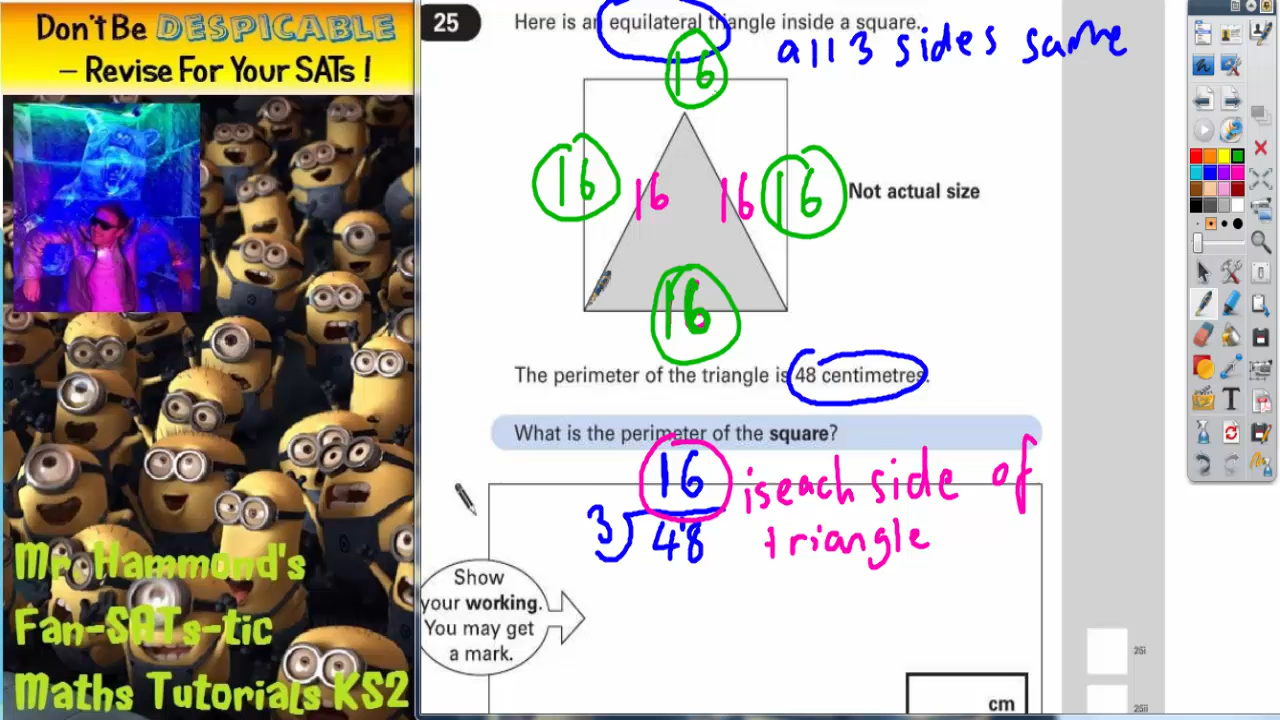 Don't Be DESPICABLE
– Revise For Your SATs !
Mr. Hammond's
Fan-SATs-tic
Maths Tutorials KS2
25
Here is an equilateral triangle inside a square.
all 3 sides same
16
16
16
16
16
Not actual size
16
The perimeter of the triangle is 48 centimetres.
What is the perimeter of the square?
16 is each side of
3 48 triangle
Show
your working.
You may get
a mark.
cm
25i
25ii